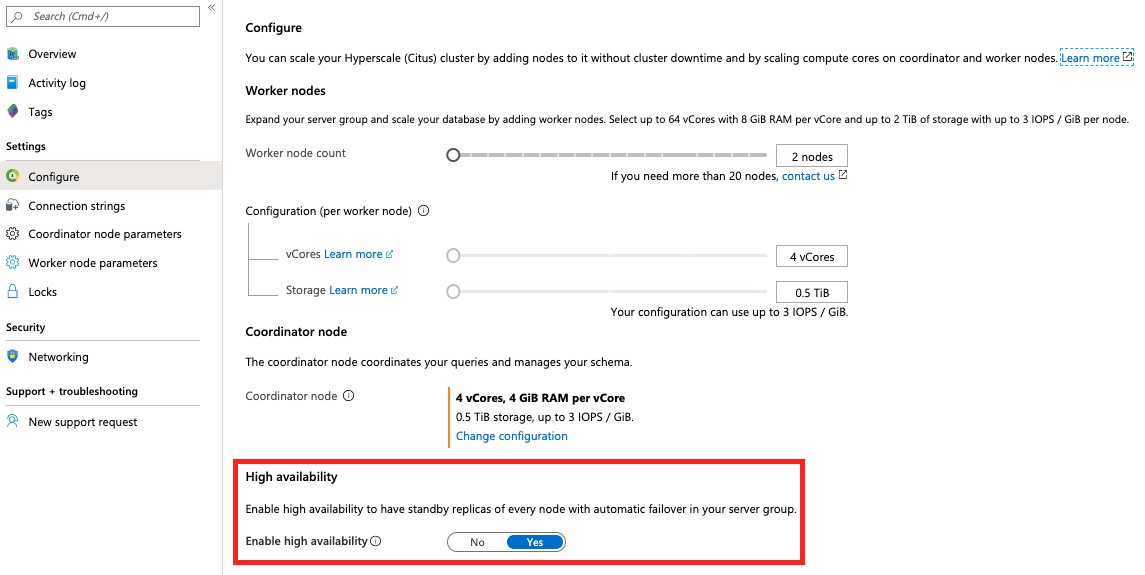 Search (Cmd+/)
«
Overview
Activity log
Tags
Settings
Configure
Connection strings
Coordinator node parameters
Worker node parameters
Locks
Security
Networking
Support + troubleshooting
New support request
Configure
You can scale your Hyperscale (Citus) cluster by adding nodes to it without cluster downtime and by scaling compute cores on coordinator and worker nodes. Learn more
Worker nodes
Expand your server group and scale your database by adding worker nodes. Select up to 64 vCores with 8 GiB RAM per vCore and up to 2 TiB of storage with up to 3 IOPS / GiB per node.
Worker node count 2 nodes
If you need more than 20 nodes, contact us
Configuration (per worker node)
vCores Learn more 4 vCores
Storage Learn more 0.5 TiB
Your configuration can use up to 3 IOPS / GiB.
Coordinator node
The coordinator node coordinates your queries and manages your schema.
Coordinator node 4 vCores, 4 GiB RAM per vCore
0.5 TiB storage, up to 3 IOPS / GiB.
Change configuration
High availability
Enable high availability to have standby replicas of every node with automatic failover in your server group.
Enable high availability No Yes